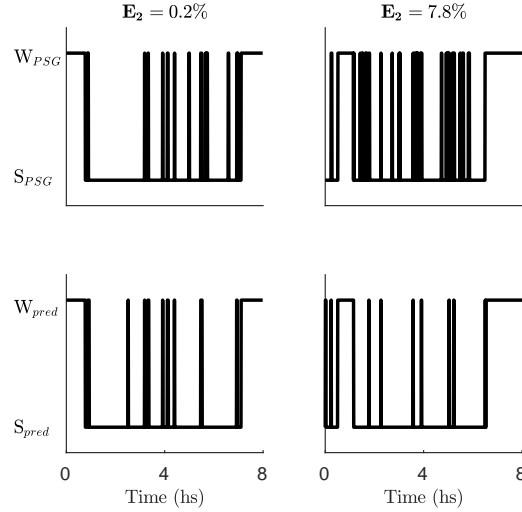 E₂ = 0.2% E₂ = 7.8%
W_PSG
S_PSG
W_pred
S_pred
0 4 8 0 4 8
Time (hs) Time (hs)